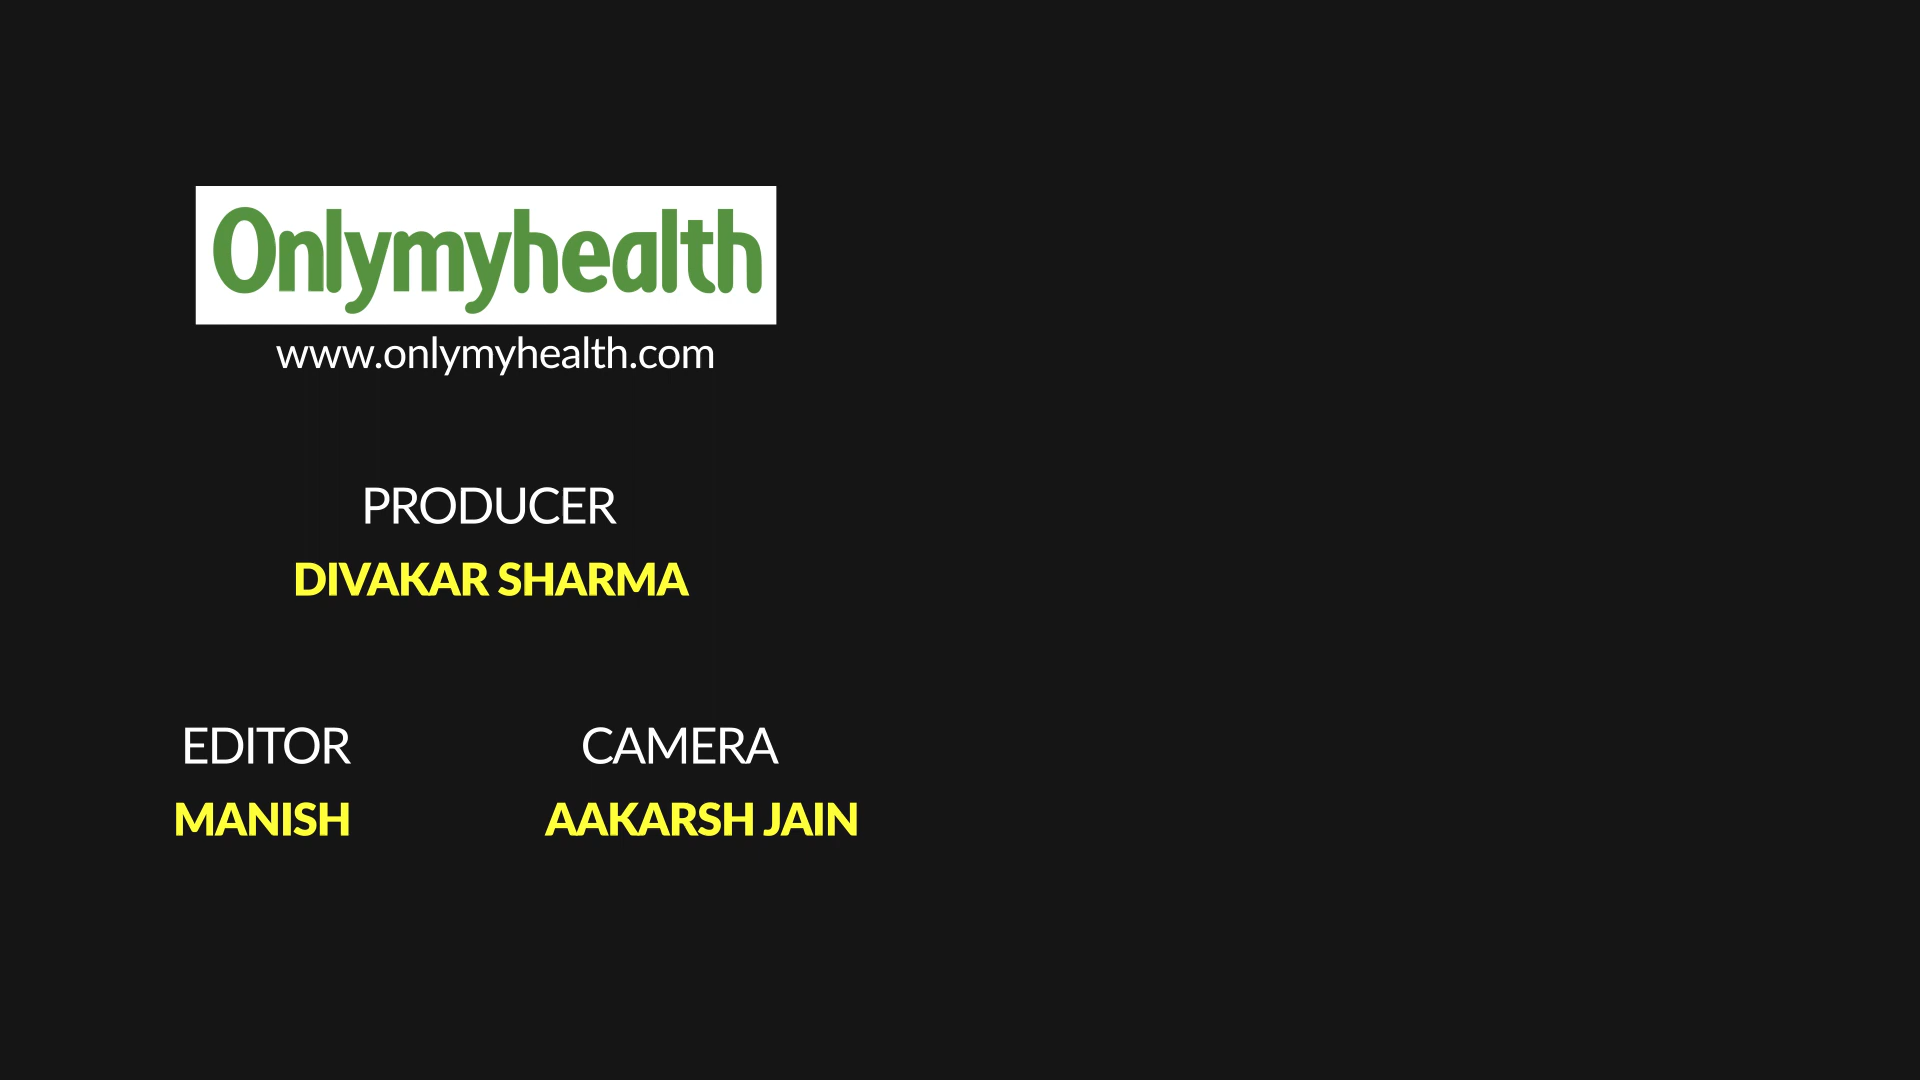 Onlymyhealth
www.onlymyhealth.com
PRODUCER
DIVAKAR SHARMA
EDITOR
MANISH
CAMERA
AAKARSH JAIN